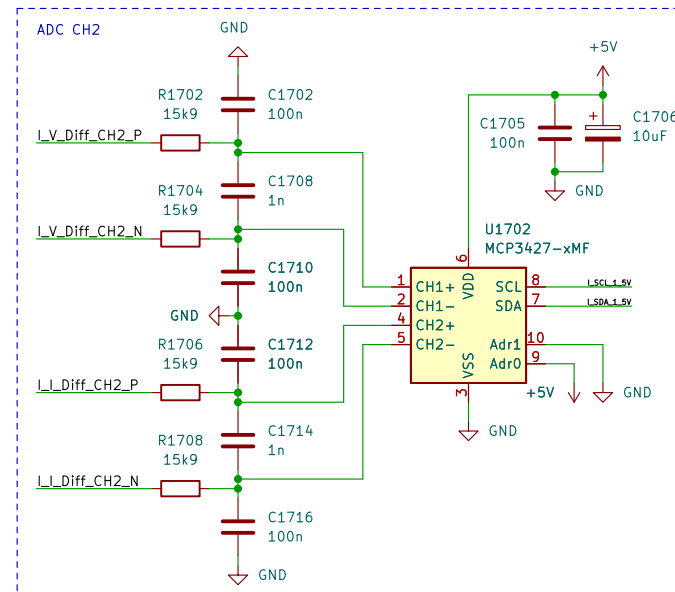 ADC CH2
GND
+5V
R1702
15k9
C1702
100n
I_V_Diff_CH2_P
C1705
100n
+
C1706
10uF
R1704
15k9
C1708
1n
GND
I_V_Diff_CH2_N
U1702
MCP3427-xMF
C1710
100n
6
VDD
1 CH1+ SCL 8 I_SCL_1_5V
2 CH1- SDA 7 I_SDA_1_5V
GND
4 CH2+
5 CH2- Adr1 10
Adr0 9
VSS
3
R1706
15k9
C1712
100n
+5V
GND
I_I_Diff_CH2_P
GND
R1708
15k9
C1714
1n
I_I_Diff_CH2_N
C1716
100n
GND